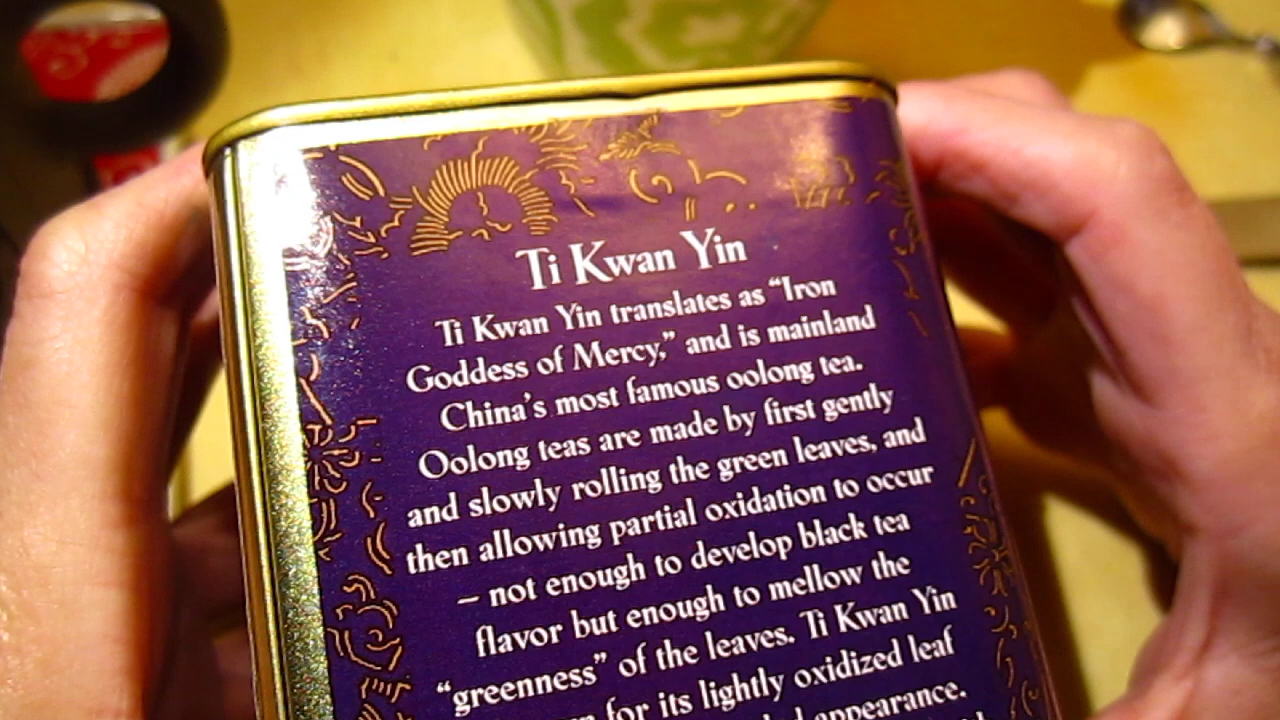 Ti Kwan Yin
Ti Kwan Yin translates as “Iron
Goddess of Mercy,” and is mainland
China’s most famous oolong tea.
Oolong teas are made by first gently
and slowly rolling the green leaves, and
then allowing partial oxidation to occur
– not enough to develop black tea
flavor but enough to mellow the
“greenness” of the leaves. Ti Kwan Yin
for its lightly oxidized leaf
appearance.